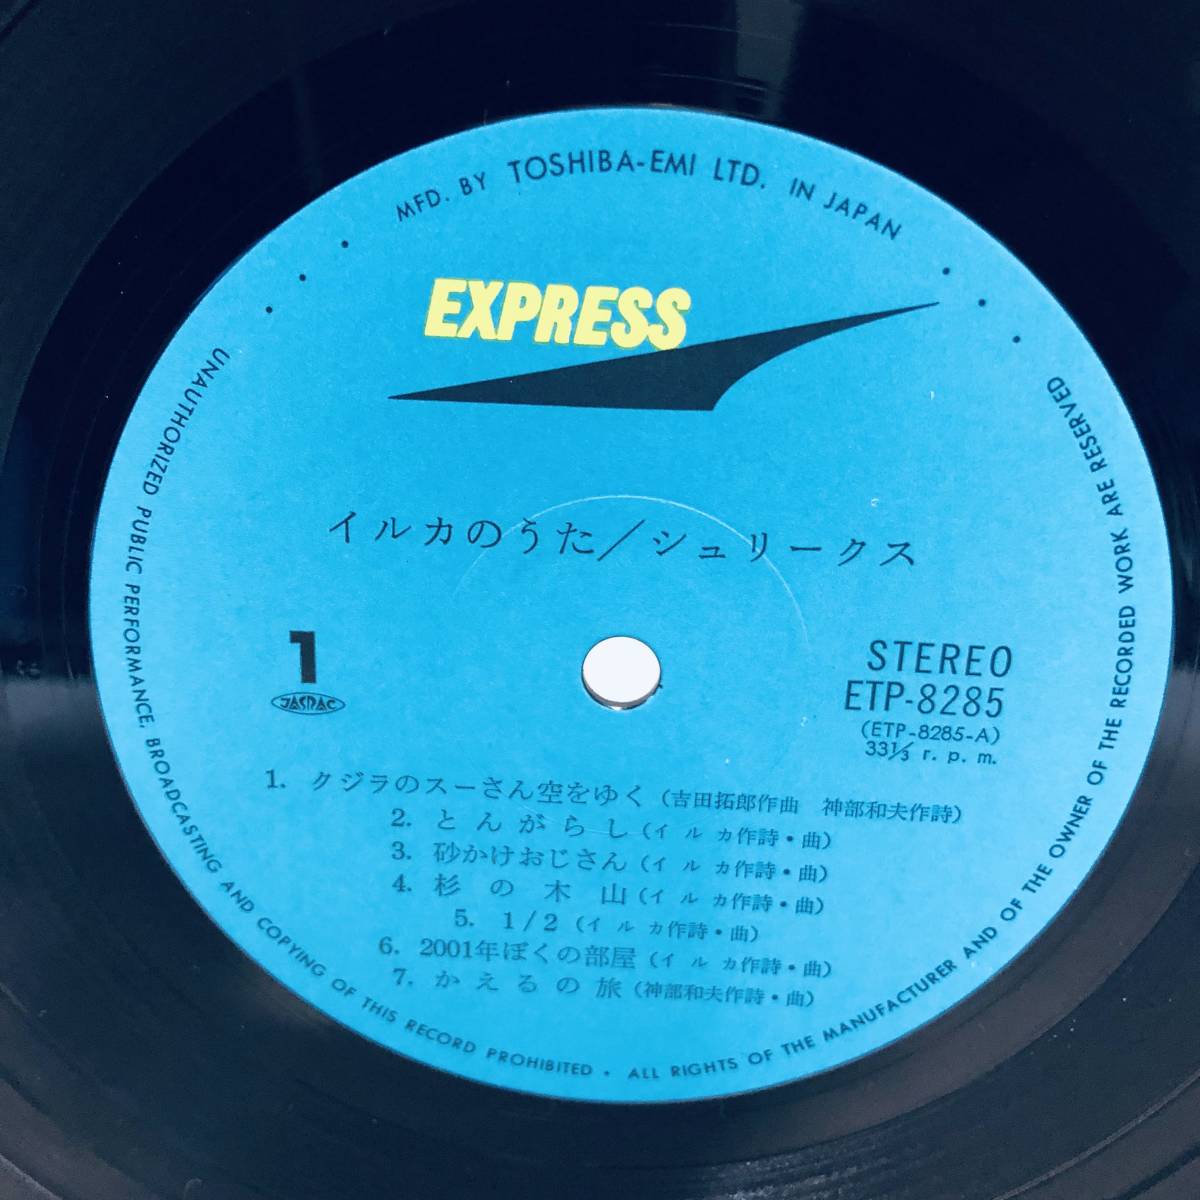 MFD. BY TOSHIBA-EMI LTD. IN JAPAN
EXPRESS
イルカのうた/シュリークス
1
JASRAC
STEREO
ETP-8285
(ETP-8285-A)
33⅓ r. p. m.
1. クジラのスーさん空をゆく(吉田拓郎作曲 神部和夫作詩)
2. とんがらし(イルカ作詩・曲)
3. 砂かけおじさん(イルカ作詩・曲)
4. 杉の木山(イルカ作詩・曲)
5. 1/2(イルカ作詩・曲)
6. 2001年ぼくの部屋(イルカ作詩・曲)
7. かえるの旅(神部和夫作詩・曲)
UNAUTHORIZED PUBLIC PERFORMANCE, BROADCASTING AND COPYING OF THIS RECORD PROHIBITED • ALL RIGHTS OF THE MANUFACTURER AND OF THE OWNER OF THE RECORDED WORK ARE RESERVED